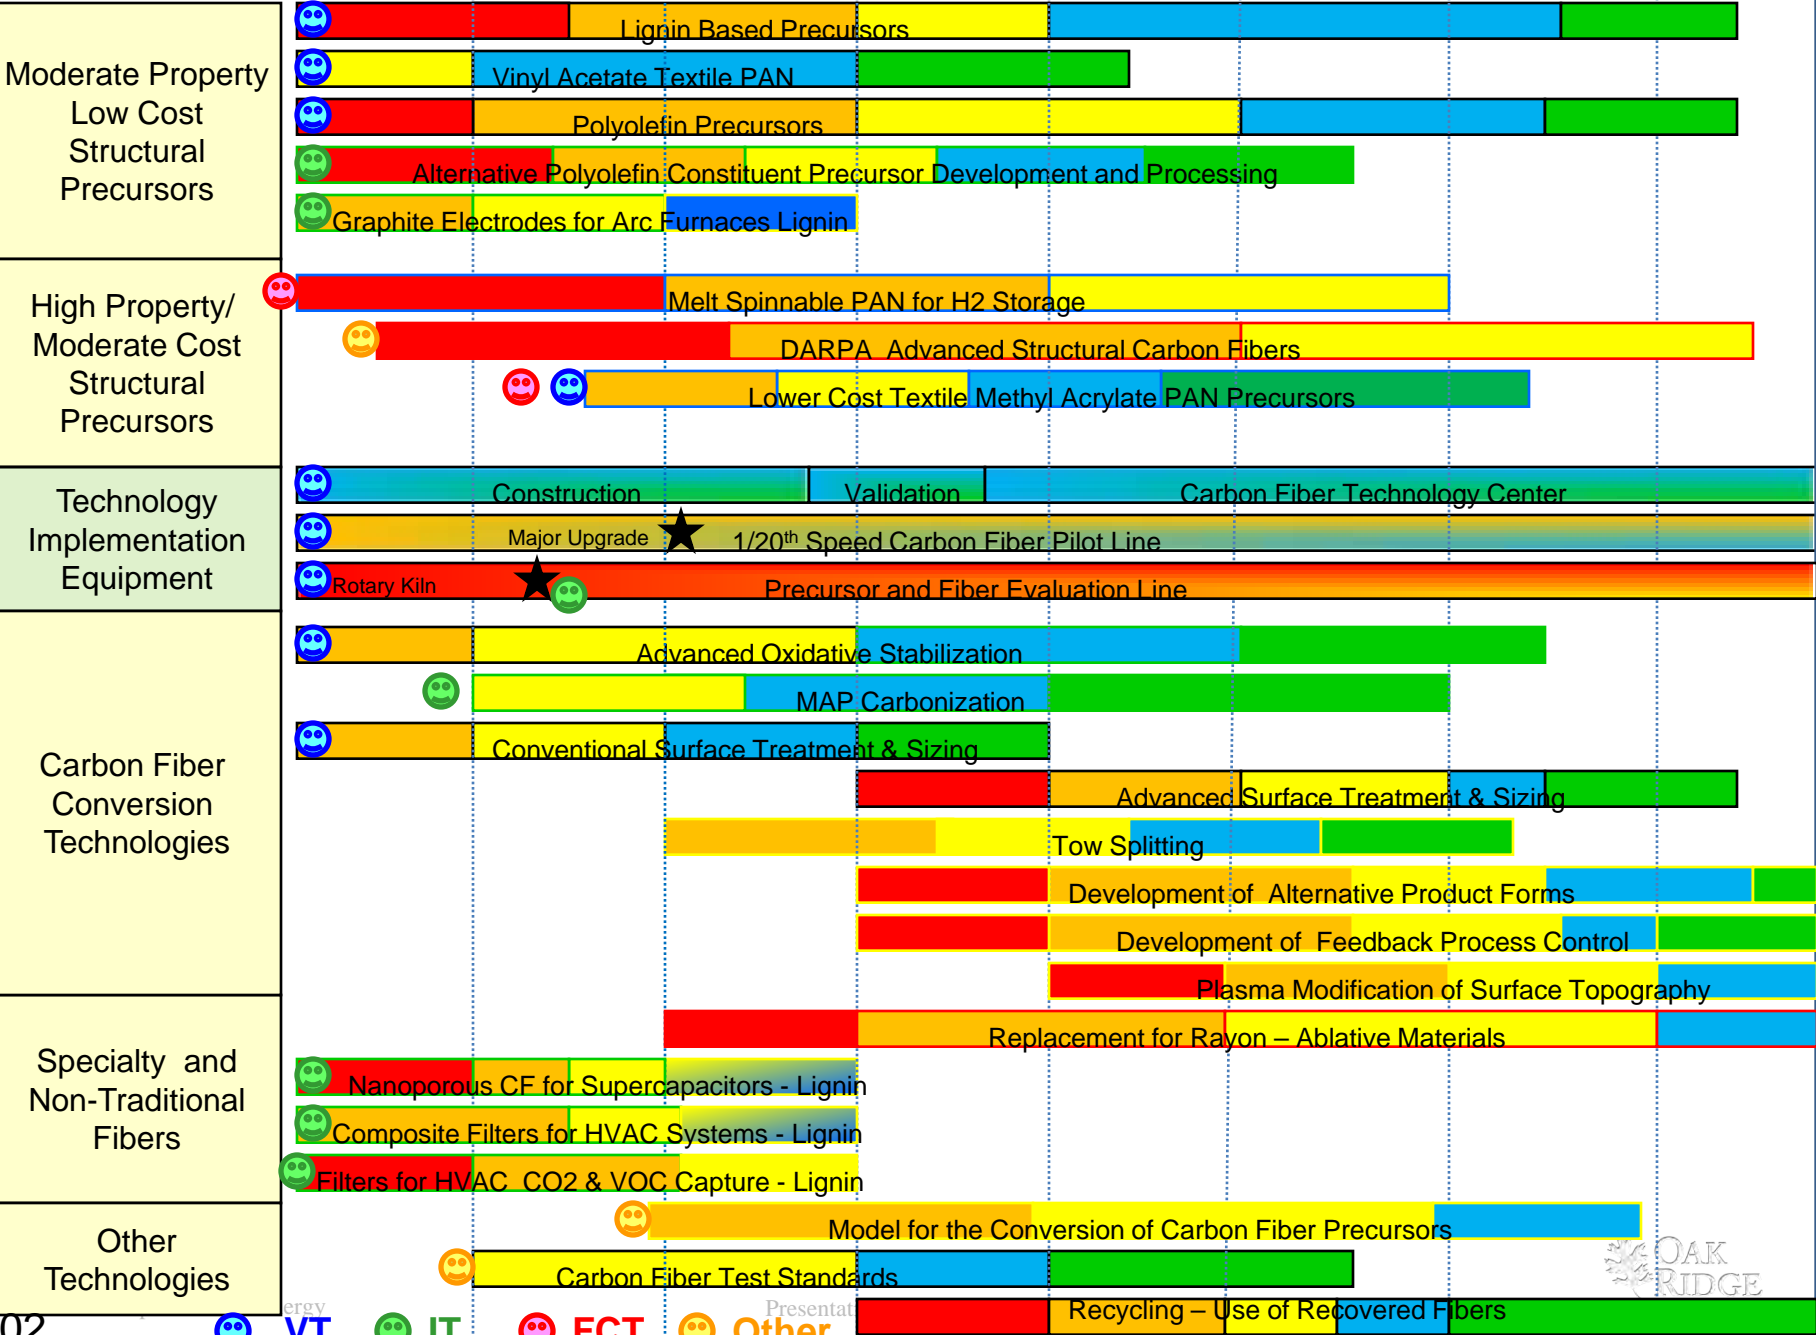 Moderate Property
Low Cost
Structural
Precursors
Lignin Based Precursors
Vinyl Acetate Textile PAN
Polyolefin Precursors
Alternative Polyolefin Constituent Precursor Development and Processing
Graphite Electrodes for Arc Furnaces Lignin
High Property/
Moderate Cost
Structural
Precursors
Melt Spinnable PAN for H2 Storage
DARPA Advanced Structural Carbon Fibers
Lower Cost Textile Methyl Acrylate PAN Precursors
Technology
Implementation
Equipment
Construction Validation Carbon Fiber Technology Center
Major Upgrade 1/20th Speed Carbon Fiber Pilot Line
Rotary Kiln Precursor and Fiber Evaluation Line
Carbon Fiber
Conversion
Technologies
Advanced Oxidative Stabilization
MAP Carbonization
Conventional Surface Treatment & Sizing
Advanced Surface Treatment & Sizing
Tow Splitting
Development of Alternative Product Forms
Development of Feedback Process Control
Plasma Modification of Surface Topography
Specialty and
Non-Traditional
Fibers
Replacement for Rayon – Ablative Materials
Nanoporous CF for Supercapacitors - Lignin
Composite Filters for HVAC Systems - Lignin
Filters for HVAC CO2 & VOC Capture - Lignin
Other
Technologies
Model for the Conversion of Carbon Fiber Precursors
Carbon Fiber Test Standards
Recycling – Use of Recovered Fibers
OAK
RIDGE
02 VT IT FCT Other